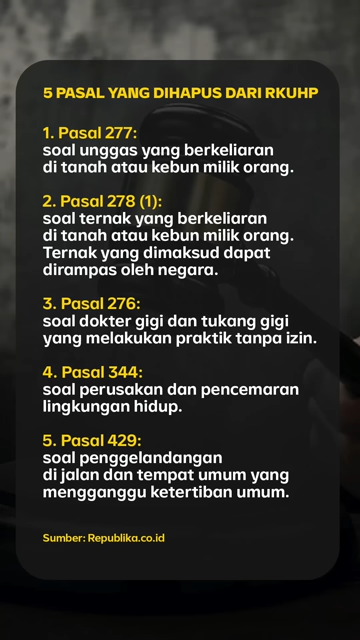 5 PASAL YANG DIHAPUS DARI RKUHP
1. Pasal 277:
soal unggas yang berkeliaran
di tanah atau kebun milik orang.
2. Pasal 278 (1):
soal ternak yang berkeliaran
di tanah atau kebun milik orang.
Ternak yang dimaksud dapat
dirampas oleh negara.
3. Pasal 276:
soal dokter gigi dan tukang gigi
yang melakukan praktik tanpa izin.
4. Pasal 344:
soal perusakan dan pencemaran
lingkungan hidup.
5. Pasal 429:
soal penggelandangan
di jalan dan tempat umum yang
mengganggu ketertiban umum.
Sumber: Republika.co.id